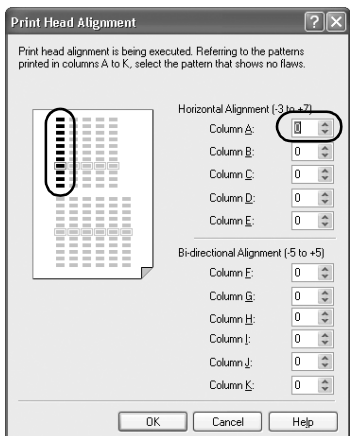 Print Head Alignment
Print head alignment is being executed. Referring to the patterns
printed in columns A to K, select the pattern that shows no flaws.
Horizontal Alignment (-3 to +7)
Column A: 0
Column B: 0
Column C: 0
Column D: 0
Column E: 0
Bi-directional Alignment (-5 to +5)
Column F: 0
Column G: 0
Column H: 0
Column I: 0
Column J: 0
Column K: 0
OK Cancel Help